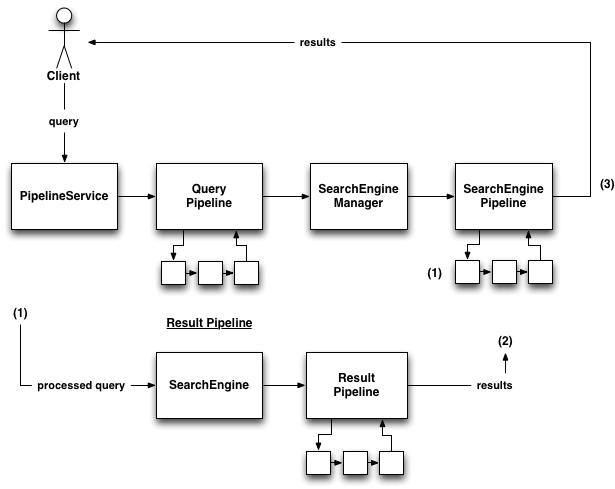 results
Client
query
PipelineService
Query
Pipeline
SearchEngine
Manager
SearchEngine
Pipeline
(3)
(1)
(1)
Result Pipeline
(2)
processed query
SearchEngine
Result
Pipeline
results